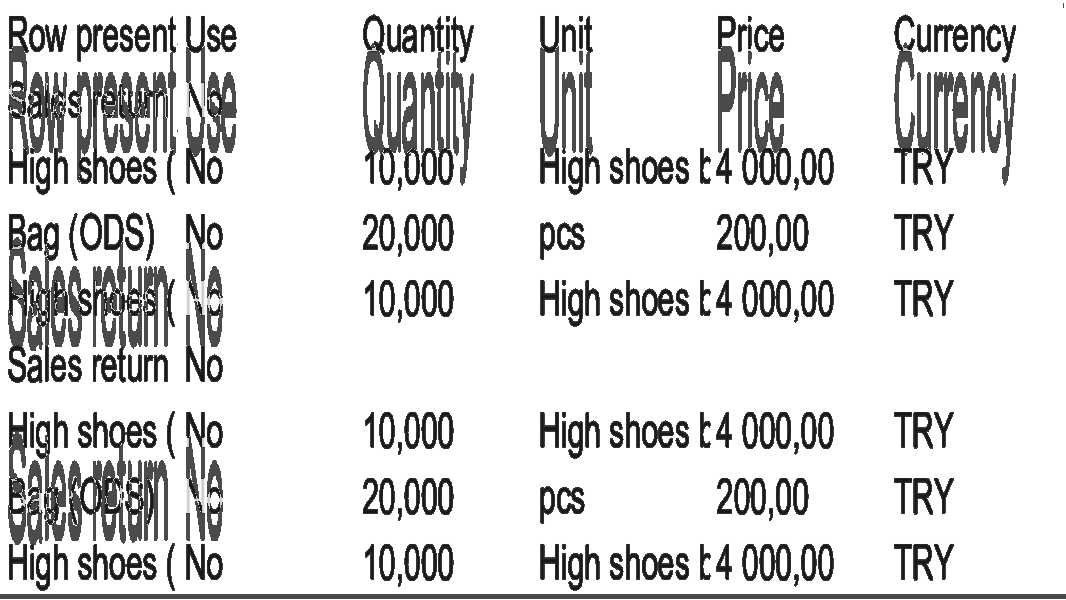 Row present Use Quantity Unit Price Currency
Row present Use Quantity Unit Price Currency
Sales return No
High shoes ( No 10,000 High shoes b 4 000,00 TRY
Bag (ODS) No 20,000 pcs 200,00 TRY
Sales return No
High shoes ( No 10,000 High shoes b 4 000,00 TRY
Sales return No
High shoes ( No 10,000 High shoes b 4 000,00 TRY
Sales return No
Bag (ODS) No 20,000 pcs 200,00 TRY
High shoes ( No 10,000 High shoes b 4 000,00 TRY